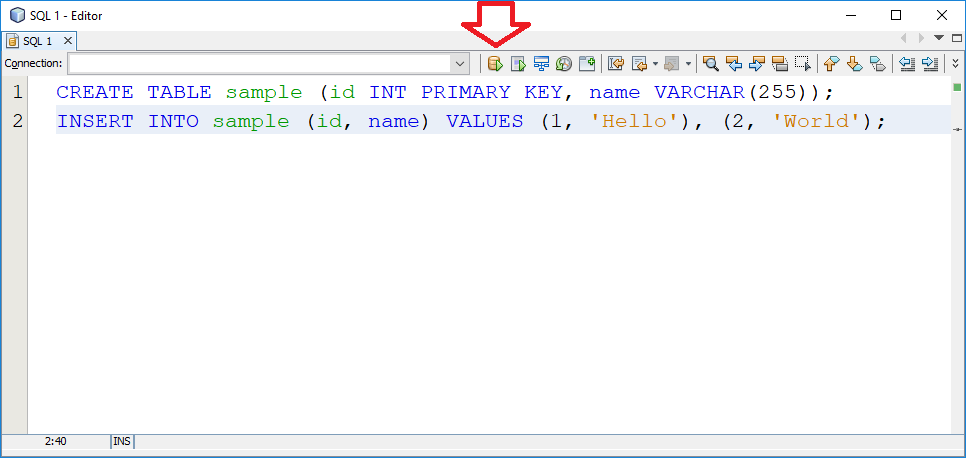 SQL 1 - Editor
SQL 1
Connection:
1 CREATE TABLE sample (id INT PRIMARY KEY, name VARCHAR(255));
2 INSERT INTO sample (id, name) VALUES (1, 'Hello'), (2, 'World');
2:40 INS